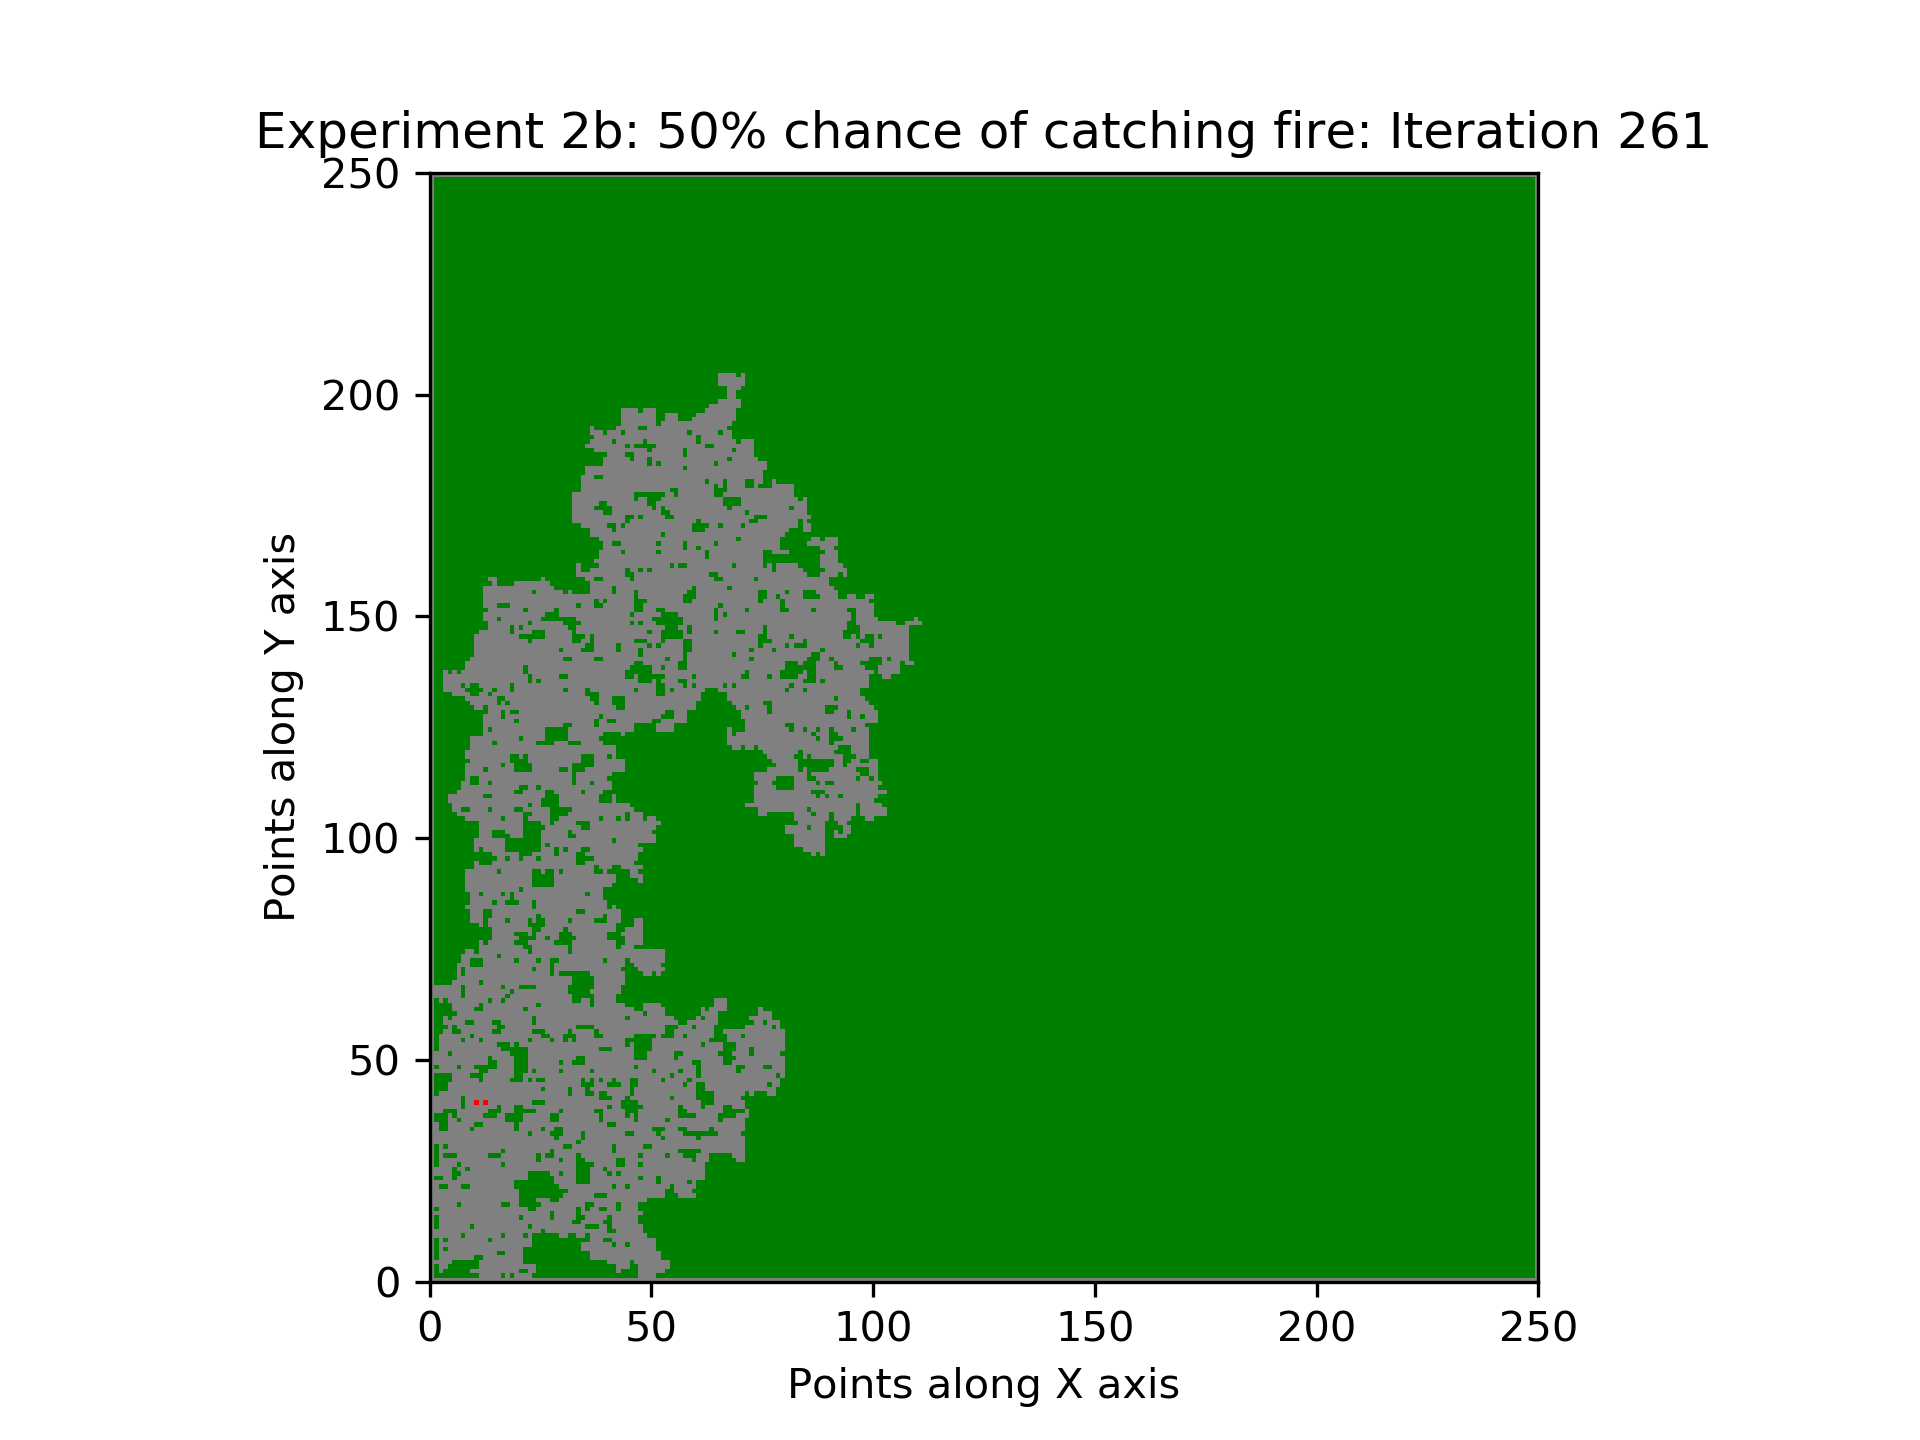 Experiment 2b: 50% chance of catching fire: Iteration 261
250
200
150
100
50
0
Points along Y axis
0 50 100 150 200 250
Points along X axis